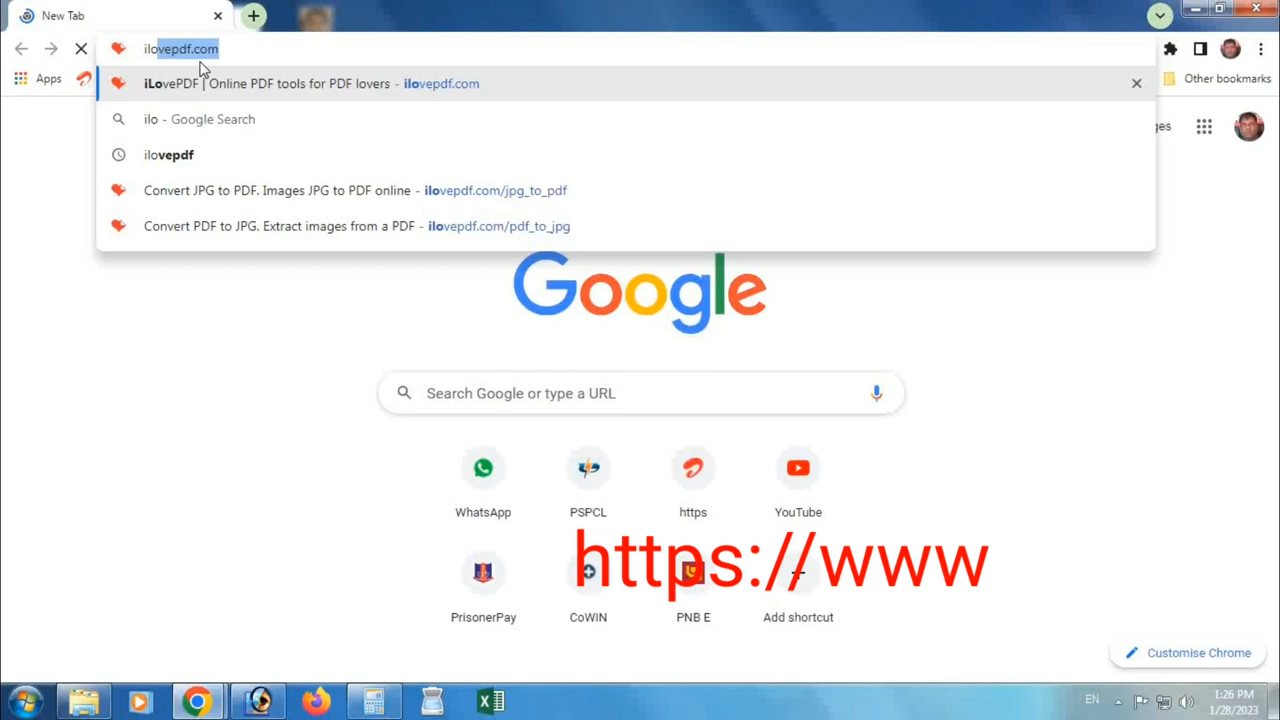 New Tab
ilovepdf.com
Apps
Other bookmarks
iLovePDF | Online PDF tools for PDF lovers - ilovepdf.com
ilo - Google Search
ges
ilovepdf
Convert JPG to PDF. Images JPG to PDF online - ilovepdf.com/jpg_to_pdf
Convert PDF to JPG. Extract images from a PDF - ilovepdf.com/pdf_to_jpg
Google
Search Google or type a URL
WhatsApp
PSPCL
https
YouTube
https://www
PrisonerPay
CoWIN
PNB E
Add shortcut
Customise Chrome
EN
1:26 PM
1/28/2023